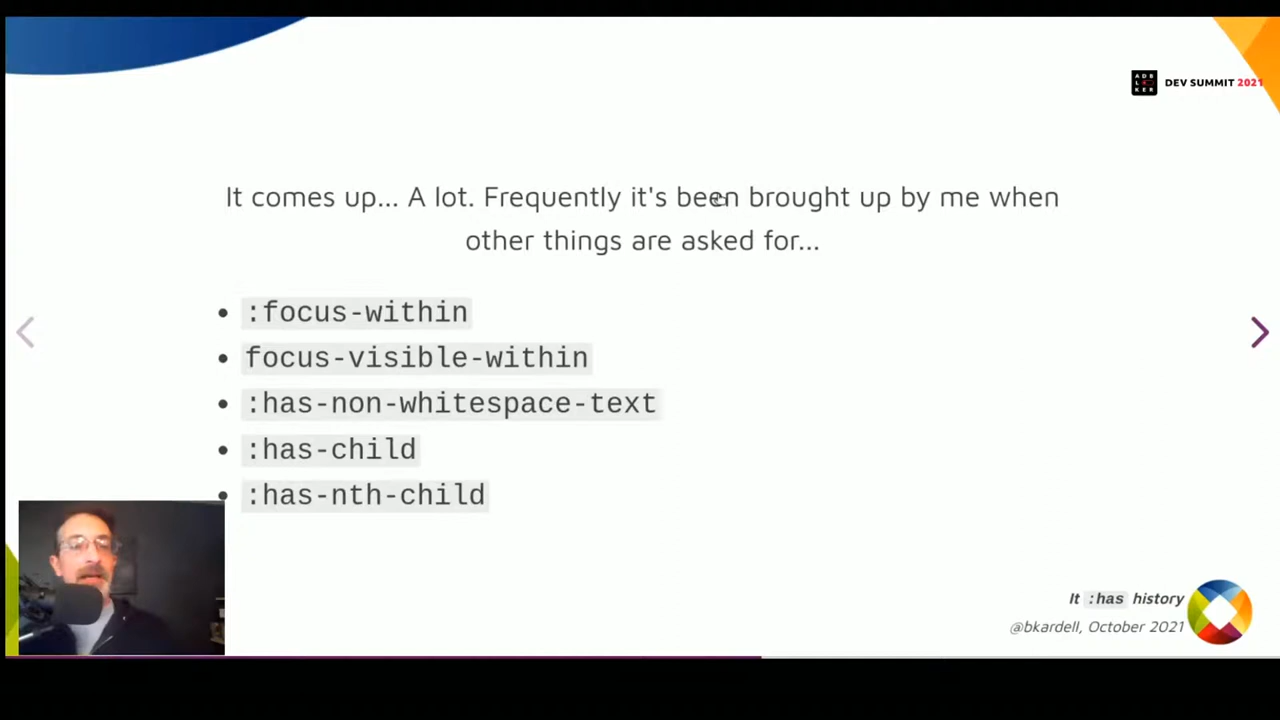 ADB
L KER
DEV SUMMIT 2021
It comes up... A lot. Frequently it's been brought up by me when
other things are asked for...
:focus-within
focus-visible-within
:has-non-whitespace-text
:has-child
:has-nth-child
It :has history
@bkardell, October 2021